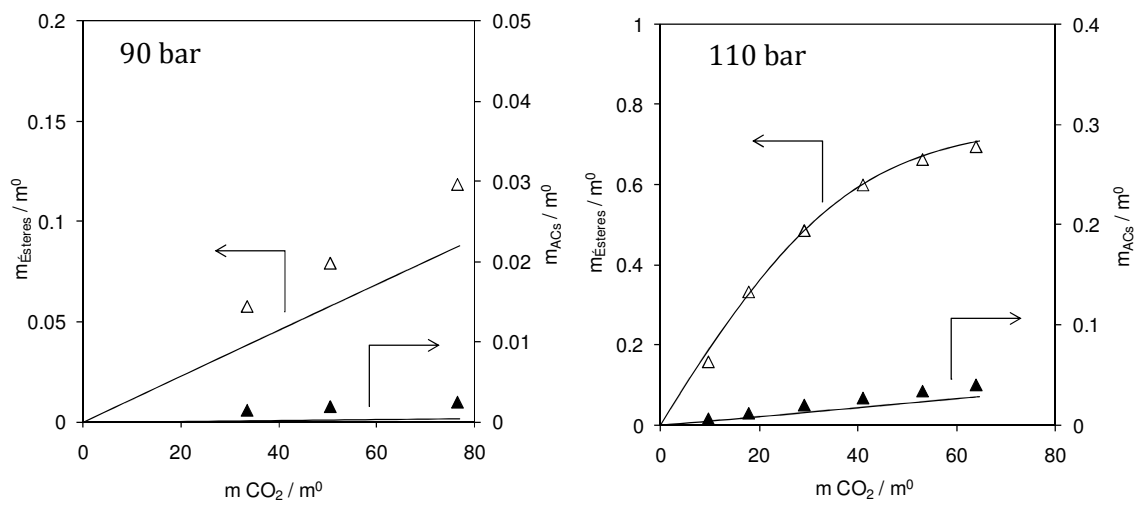 90 bar
0.2
0.15
0.1
0.05
0
m_Ésteres / m⁰
0.05
0.04
0.03
0.02
0.01
0
m_ACs / m⁰
0 20 40 60 80
m CO₂ / m⁰
110 bar
1
0.8
0.6
0.4
0.2
0
m_Ésteres / m⁰
0.4
0.3
0.2
0.1
0
m_ACs / m⁰
0 20 40 60 80
m CO₂ / m⁰